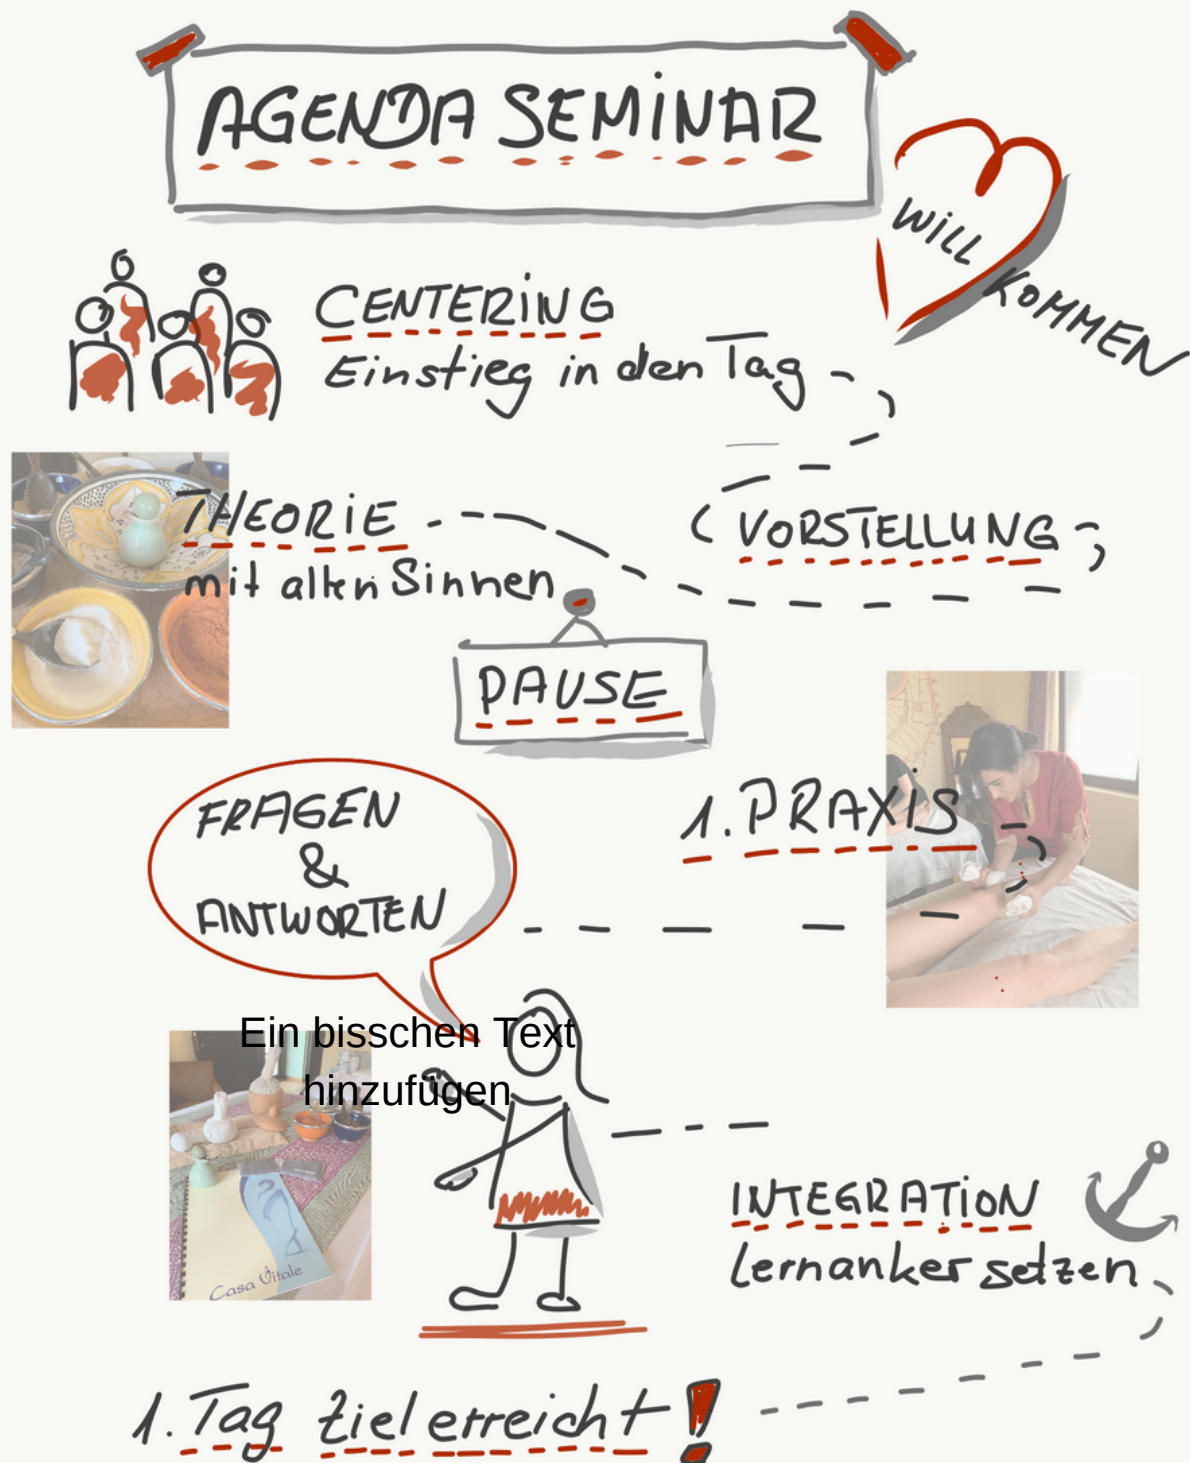 AGENDA SEMINAR
WILL
KOMMEN
CENTERING
Einstieg in den Tag
VORSTELLUNG
THEORIE
mit allen Sinnen
PAUSE
1. PRAXIS
FRAGEN
&
ANTWORTEN
Ein bisschen Text
hinzufügen
Casa Vitale
INTEGRATION
Lernanker setzen
1. Tag Ziel erreicht!